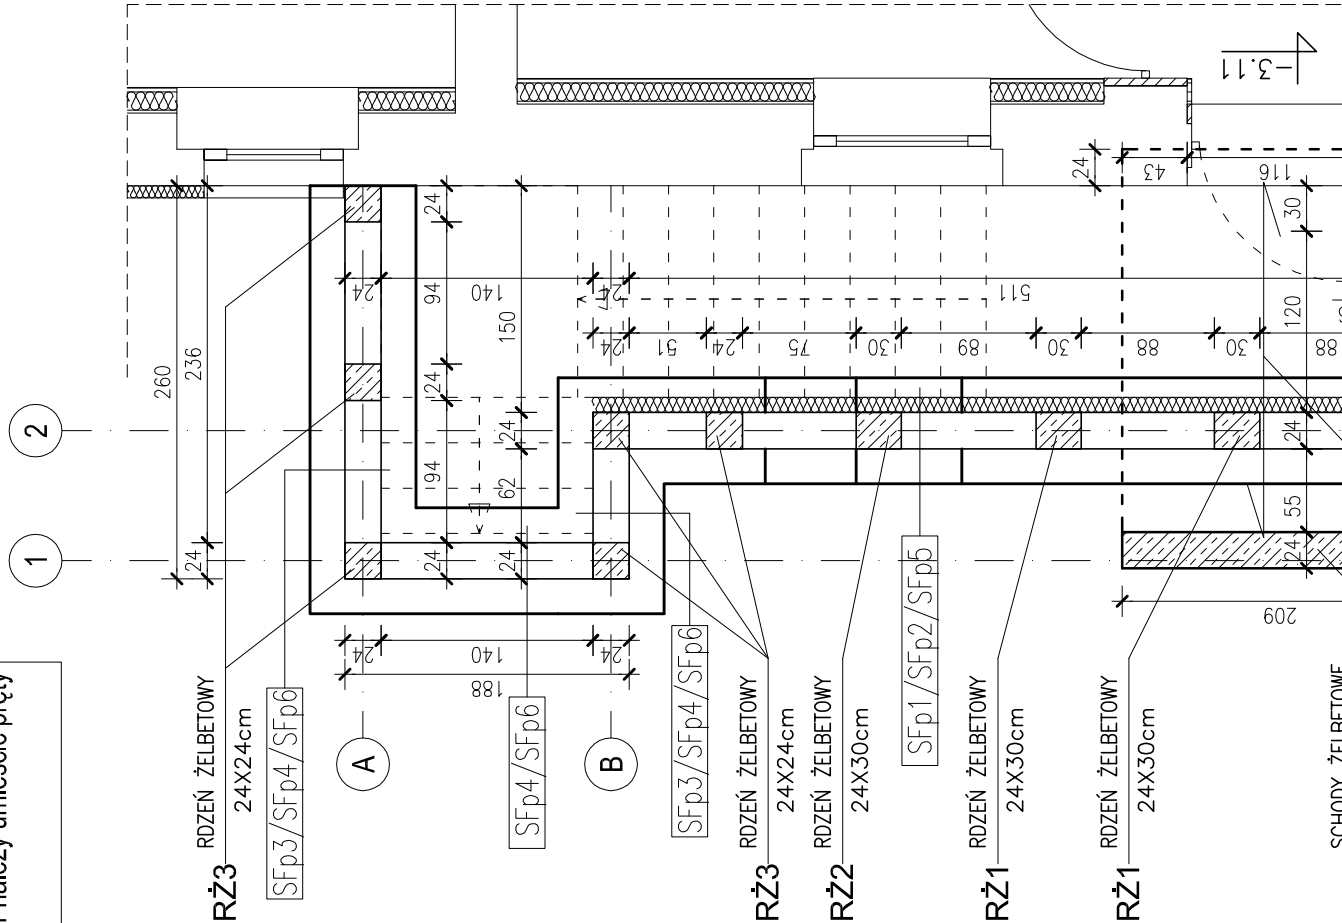 należy umieścić pręty
2
1
A
B
RŻ3
RDZEŃ ŻELBETOWY
24X24cm
SFp3/SFp4/SFp6
SFp4/SFp6
SFp3/SFp4/SFp6
RŻ3
RDZEŃ ŻELBETOWY
24X24cm
RŻ2
RDZEŃ ŻELBETOWY
24X30cm
SFp1/SFp2/SFp5
RŻ1
RDZEŃ ŻELBETOWY
24X30cm
RŻ1
RDZEŃ ŻELBETOWY
24X30cm
SCHODY ŻELBETOWE
-3.11
260
24
236
24
94
24
94
24
24
62
24
150
24
140
24
511
24
51
24
75
30
89
30
88
30
88
24
140
24
188
24
43
116
24
55
24
120
30
209